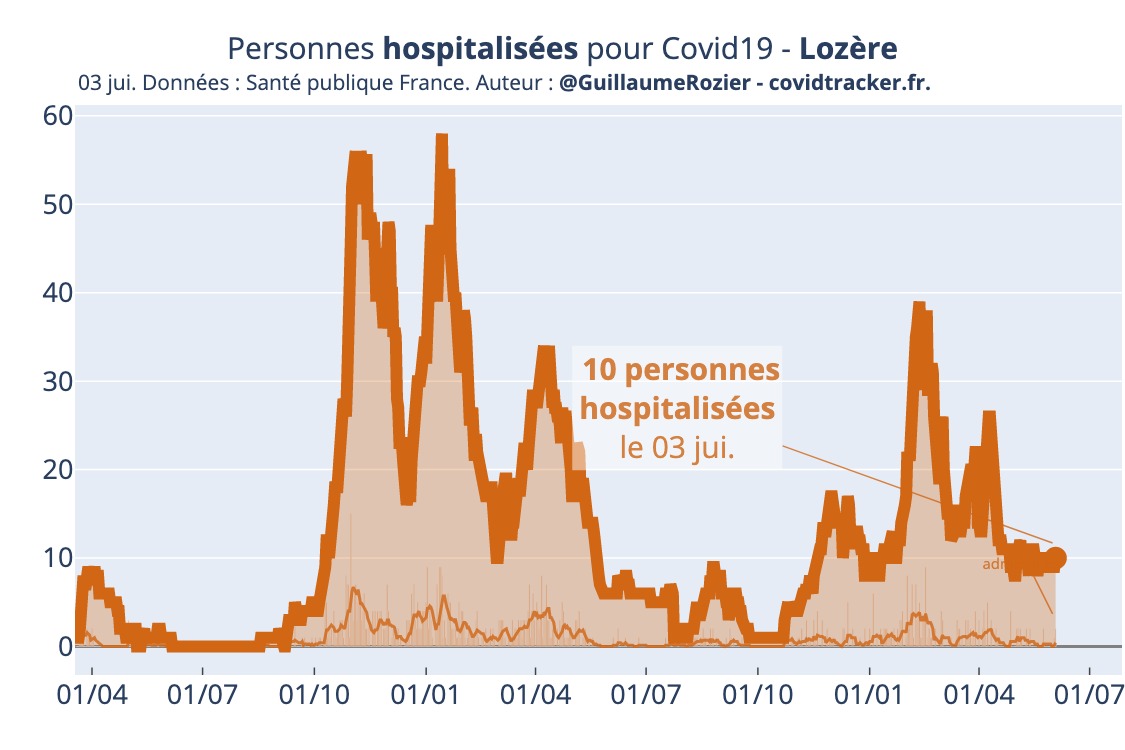 Personnes hospitalisées pour Covid19 - Lozère
03 jui. Données : Santé publique France. Auteur : @GuillaumeRozier - covidtracker.fr.
60
50
40
30
20
10
0
10 personnes
hospitalisées
le 03 jui.
01/04 01/07 01/10 01/01 01/04 01/07 01/10 01/01 01/04 01/07